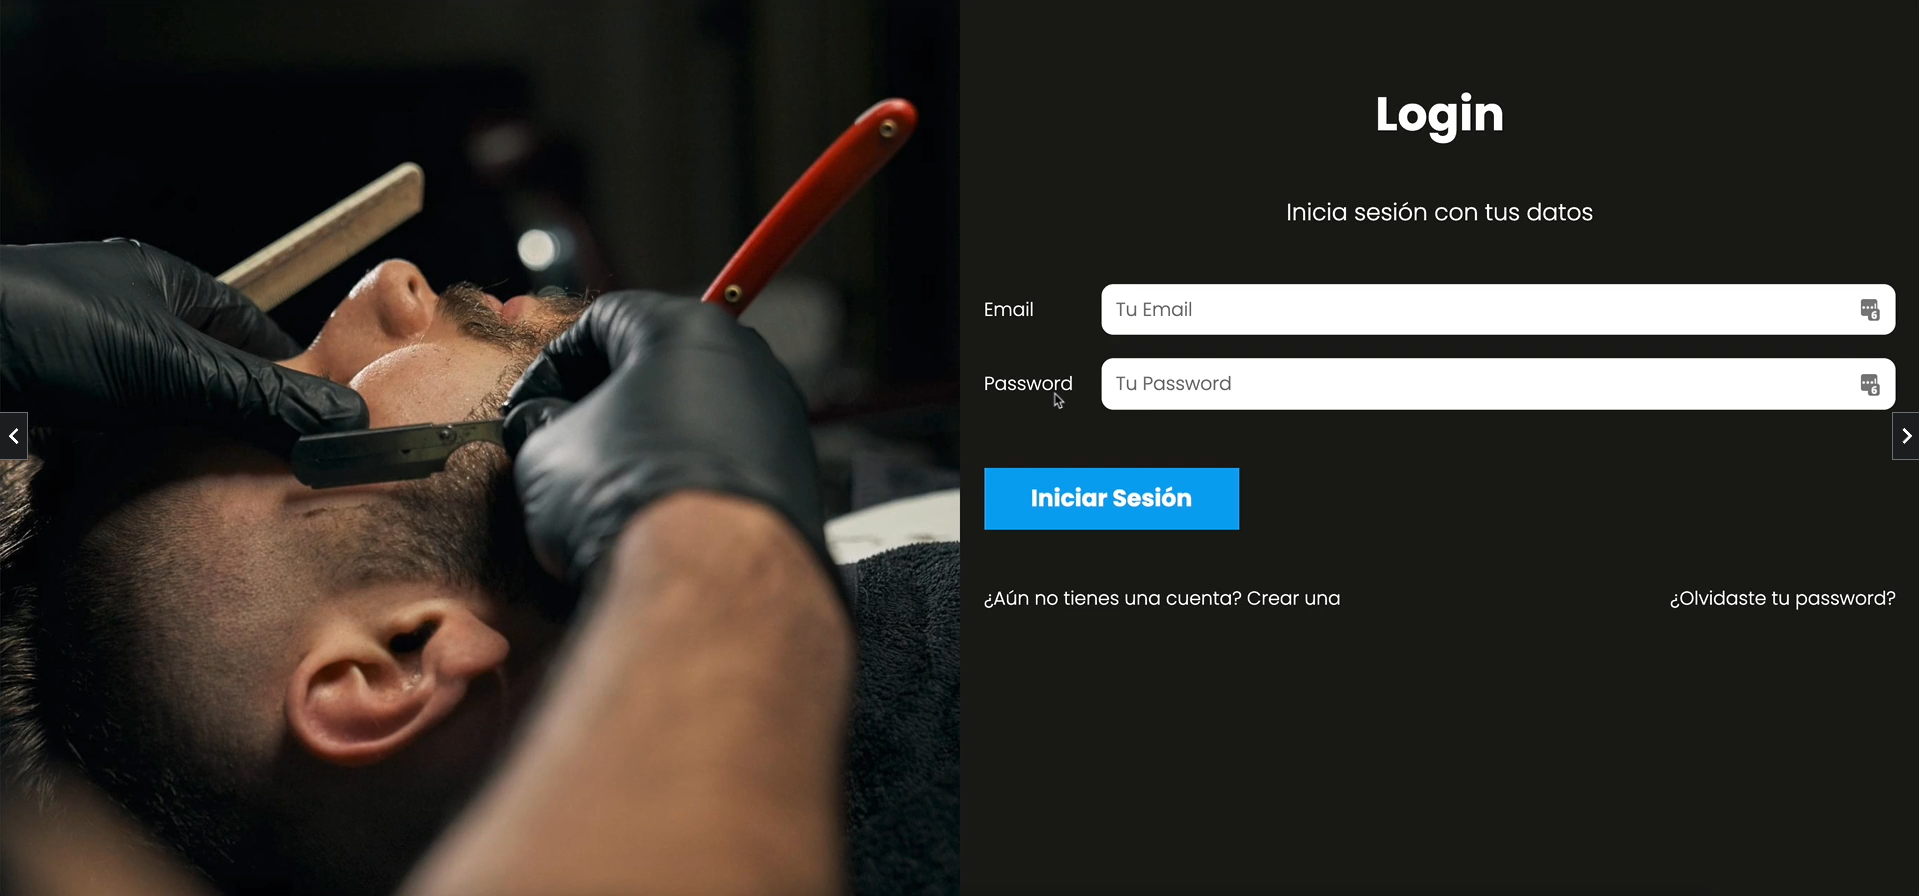 Login
Inicia sesión con tus datos
Email
Tu Email
Password
Tu Password
Iniciar Sesión
¿Aún no tienes una cuenta? Crear una
¿Olvidaste tu password?